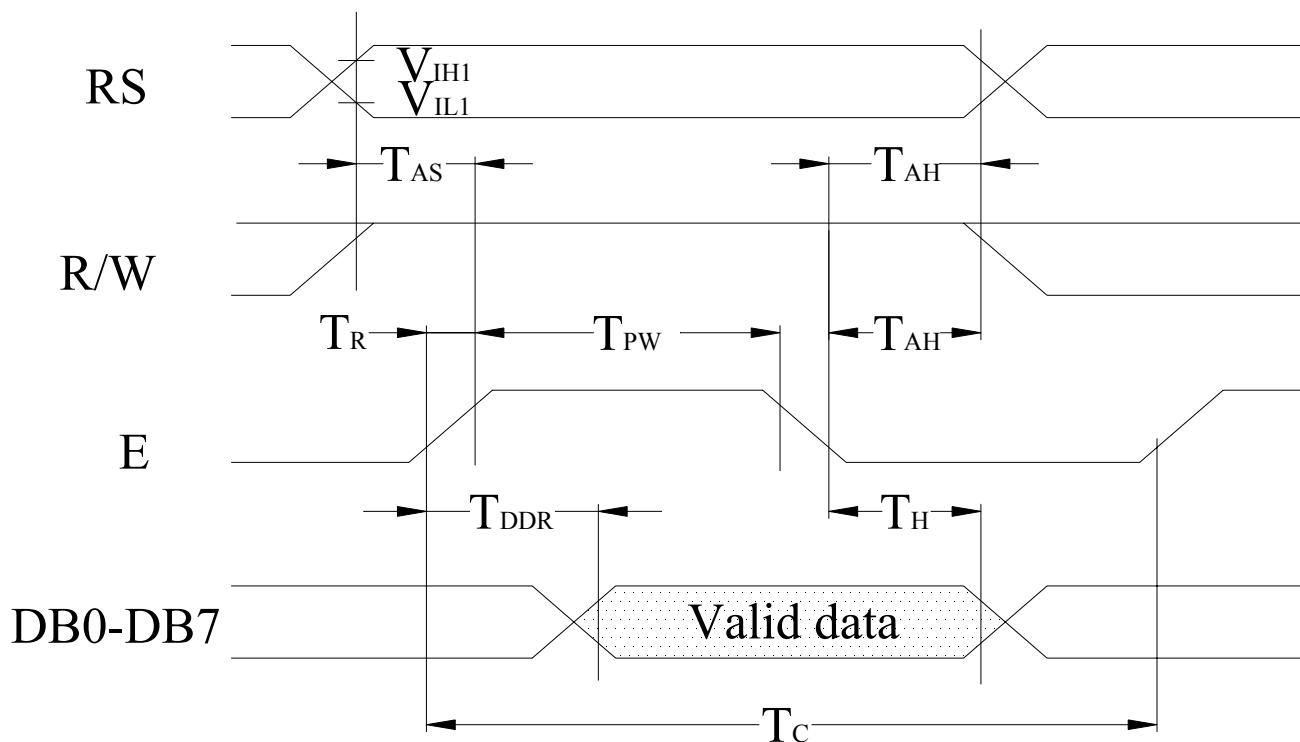 RS
VIH1
VIL1
TAS
TAH
R/W
TR
TPW
TAH
E
TDDR
TH
DB0-DB7
Valid data
TC